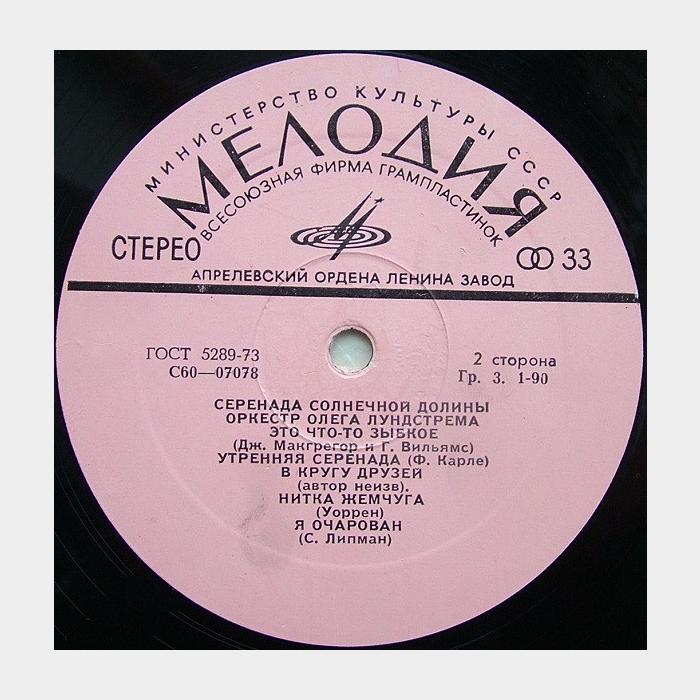 МИНИСТЕРСТВО КУЛЬТУРЫ СССР
МЕЛОДИЯ
ВСЕСОЮЗНАЯ ФИРМА ГРАМПЛАСТИНОК
СТЕРЕО
33
АПРЕЛЕВСКИЙ ОРДЕНА ЛЕНИНА ЗАВОД
ГОСТ 5289-73
С60—07078
2 сторона
Гр. 3. 1-90
СЕРЕНАДА СОЛНЕЧНОЙ ДОЛИНЫ
ОРКЕСТР ОЛЕГА ЛУНДСТРЕМА
ЭТО ЧТО-ТО ЗЫБКОЕ
(Дж. Макгрегор и Г. Вильямс)
УТРЕННЯЯ СЕРЕНАДА (Ф. Карле)
В КРУГУ ДРУЗЕЙ
(автор неизв).
НИТКА ЖЕМЧУГА
(Уоррен)
Я ОЧАРОВАН
(С. Липман)